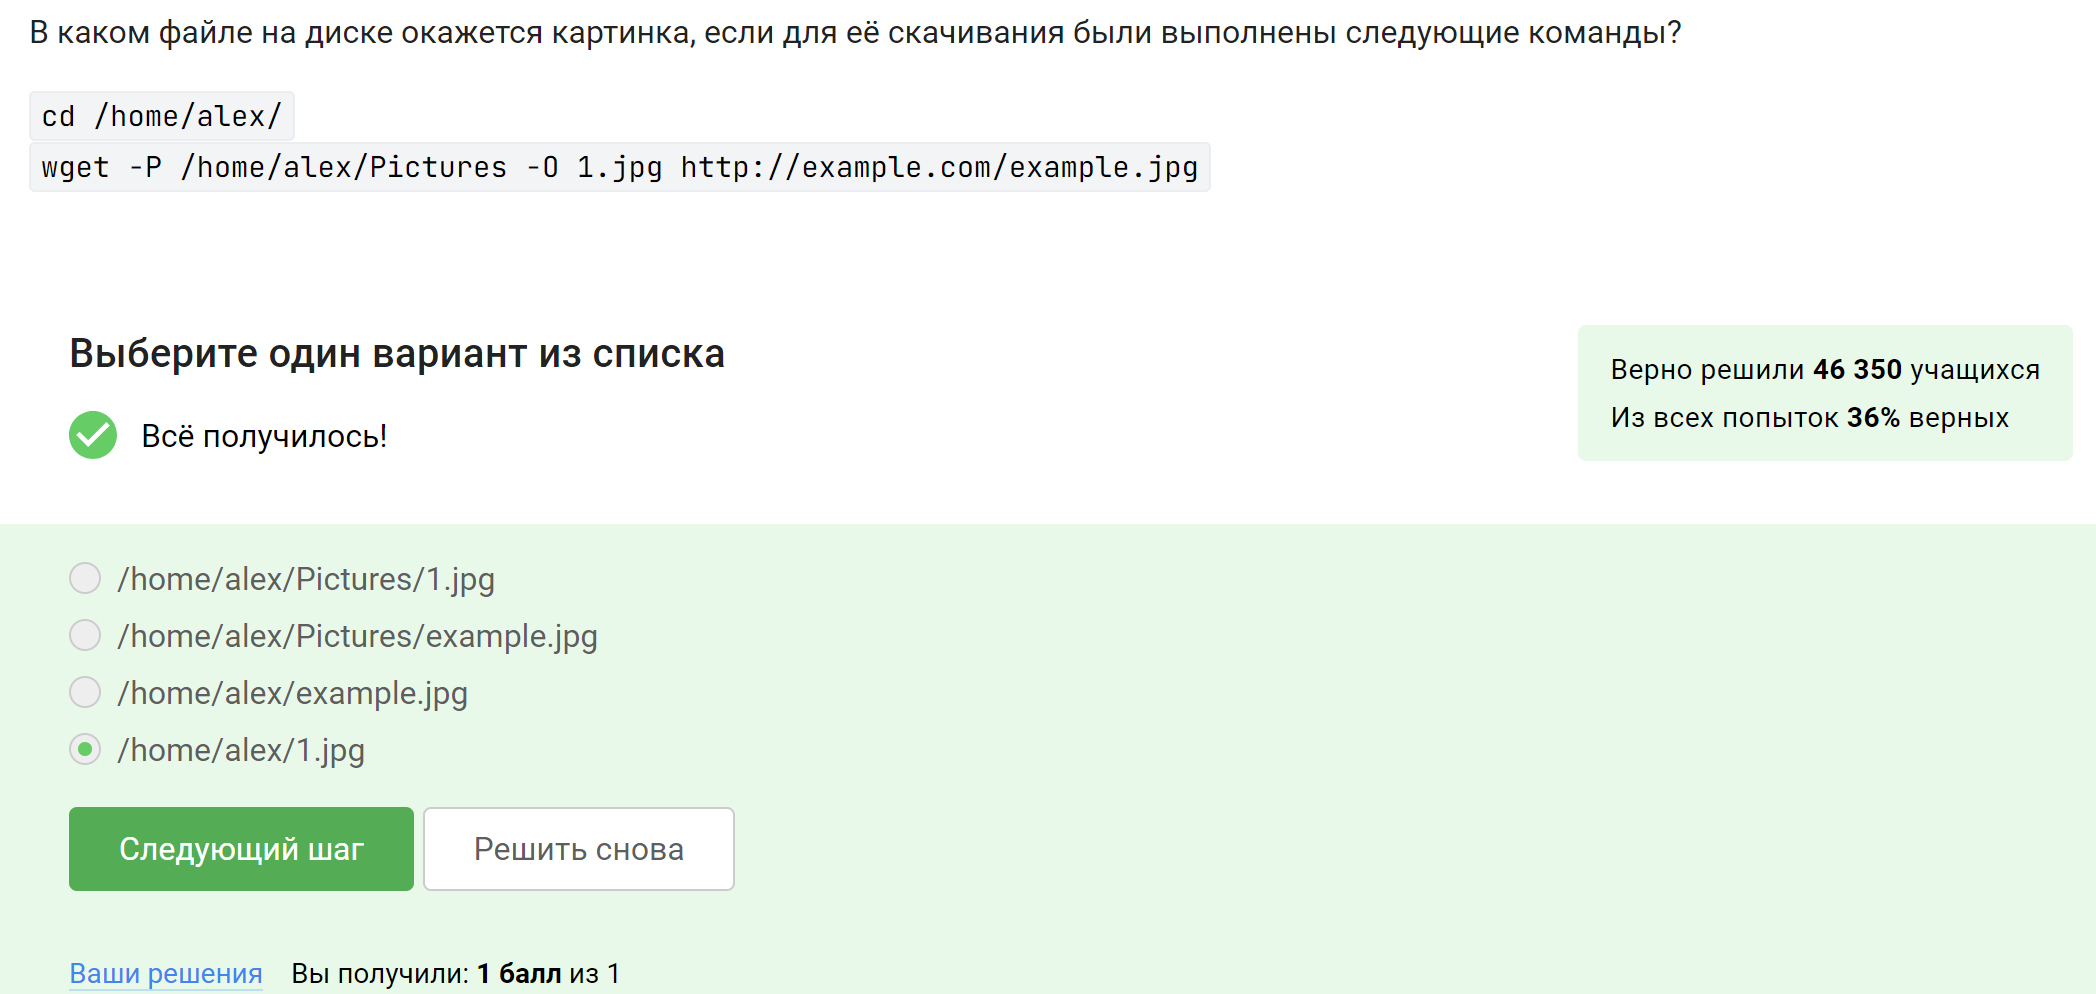 В каком файле на диске окажется картинка, если для её скачивания были выполнены следующие команды?
cd /home/alex/
wget -P /home/alex/Pictures -O 1.jpg http://example.com/example.jpg
Выберите один вариант из списка
Всё получилось!
Верно решили 46 350 учащихся
Из всех попыток 36% верных
/home/alex/Pictures/1.jpg
/home/alex/Pictures/example.jpg
/home/alex/example.jpg
/home/alex/1.jpg
Следующий шаг
Решить снова
Ваши решения
Вы получили: 1 балл из 1